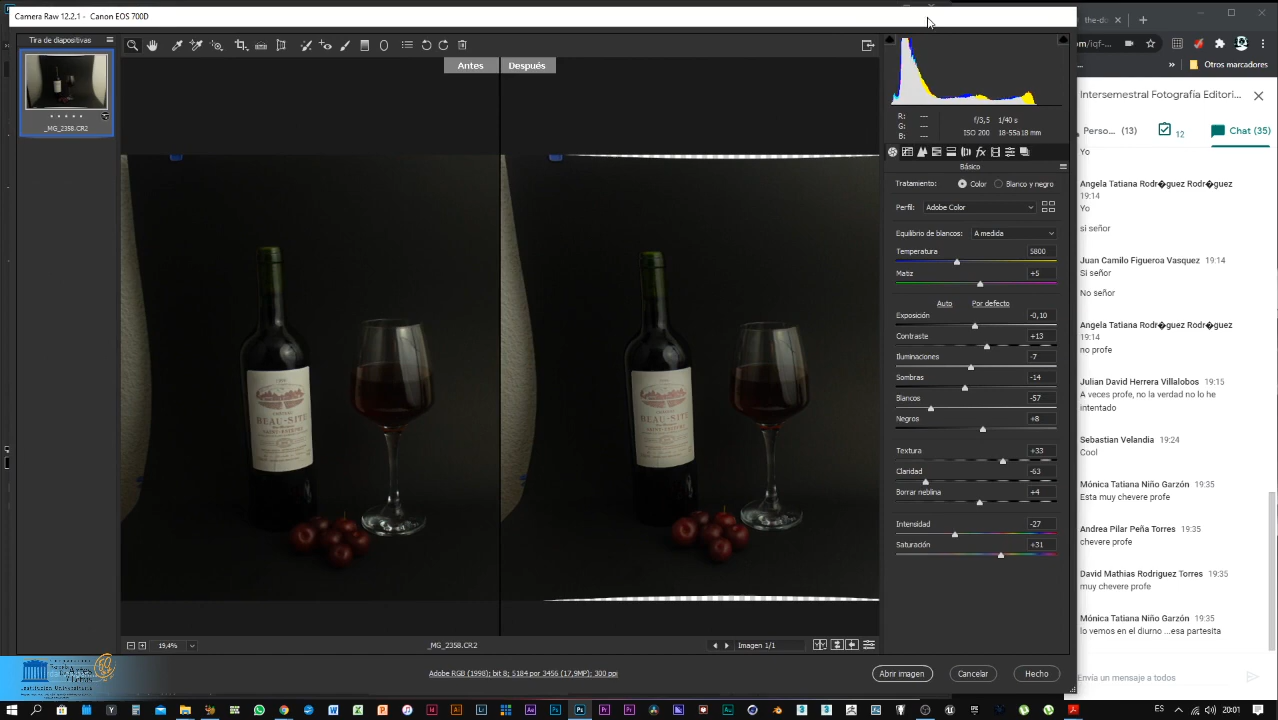 Camera Raw 12.2.1 - Canon EOS 700D
Tira de diapositivas
_MG_2358.CR2
Antes
Después
CHÂTEAU
BEAU-SITE
SAINT-ESTÈPHE
R: ---
G: ---
B: ---
f/3,5 1/40 s
ISO 200 18-55a18 mm
Básico
Tratamiento: Color Blanco y negro
Perfil: Adobe Color
Equilibrio de blancos: A medida
Temperatura 5800
Matiz +5
Auto Por defecto
Exposición -0,10
Contraste +13
Iluminaciones -7
Sombras -14
Blancos -57
Negros +8
Textura +33
Claridad -63
Borrar neblina +4
Intensidad -27
Saturación +31
19,4%
_MG_2358.CR2
Imagen 1/1
Adobe RGB (1998); bit 8; 5184 por 3456 (17,9MP); 300 ppi
Abrir imagen
Cancelar
Hecho
the-du
om/iqf-
» Otros marcadores
Intersemestral Fotografía Editori...
Perso... (13)
12
Chat (35)
Yo
Angela Tatiana Rodr�guez Rodr�guez
19:14
Yo
si señor
Juan Camilo Figueroa Vasquez 19:14
Si señor
No señor
Angela Tatiana Rodr�guez Rodr�guez
19:14
no profe
Julian David Herrera Villalobos 19:15
A veces profe, no la verdad no lo he
intentado
Sebastian Velandia 19:24
Cool
Mónica Tatiana Niño Garzón 19:35
Esta muy chevere profe
Andrea Pilar Peña Torres 19:35
chevere profe
David Mathias Rodriguez Torres 19:35
muy chevere profe
Mónica Tatiana Niño Garzón 19:35
lo vemos en el diurno ...esa partesita
Envía un mensaje a todos
ES
20:01